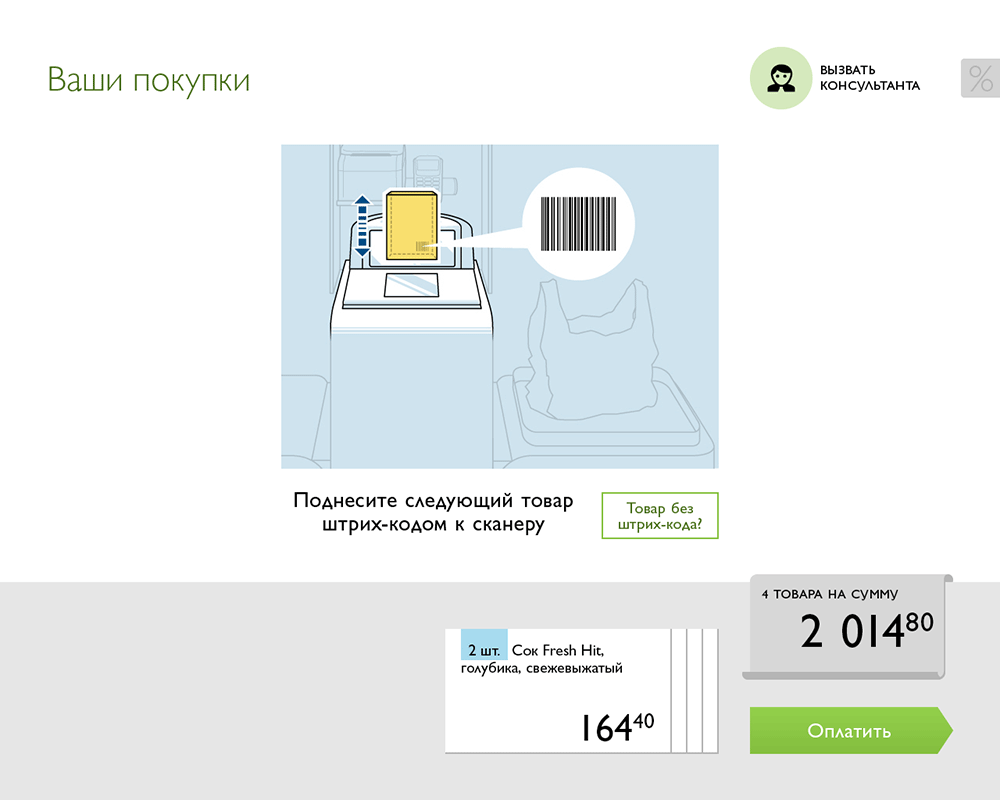 Ваши покупки
ВЫЗВАТЬ
КОНСУЛЬТАНТА
%
Поднесите следующий товар
штрих-кодом к сканеру
Товар без
штрих-кода?
4 ТОВАРА НА СУММУ
2 014 80
2 шт. Сок Fresh Hit,
голубика, свежевыжатый
164 40
Оплатить